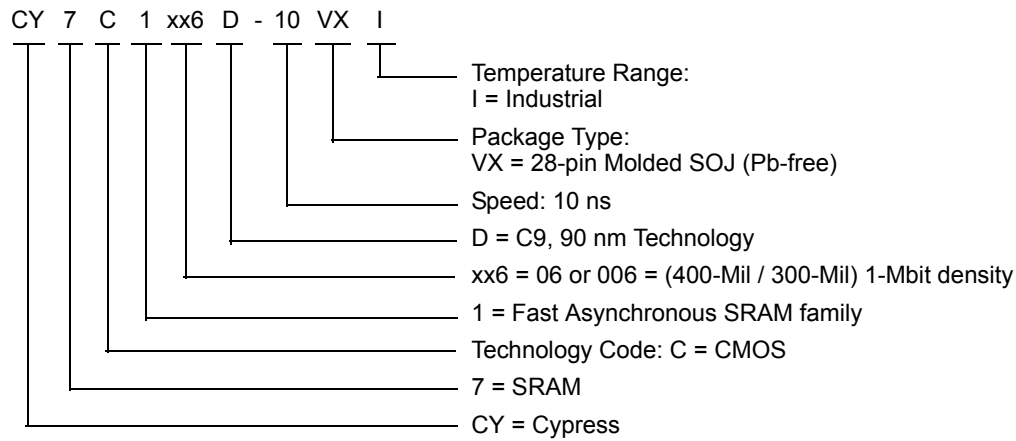 CY 7 C 1 xx6 D - 10 VX I
Temperature Range:
I = Industrial
Package Type:
VX = 28-pin Molded SOJ (Pb-free)
Speed: 10 ns
D = C9, 90 nm Technology
xx6 = 06 or 006 = (400-Mil / 300-Mil) 1-Mbit density
1 = Fast Asynchronous SRAM family
Technology Code: C = CMOS
7 = SRAM
CY = Cypress